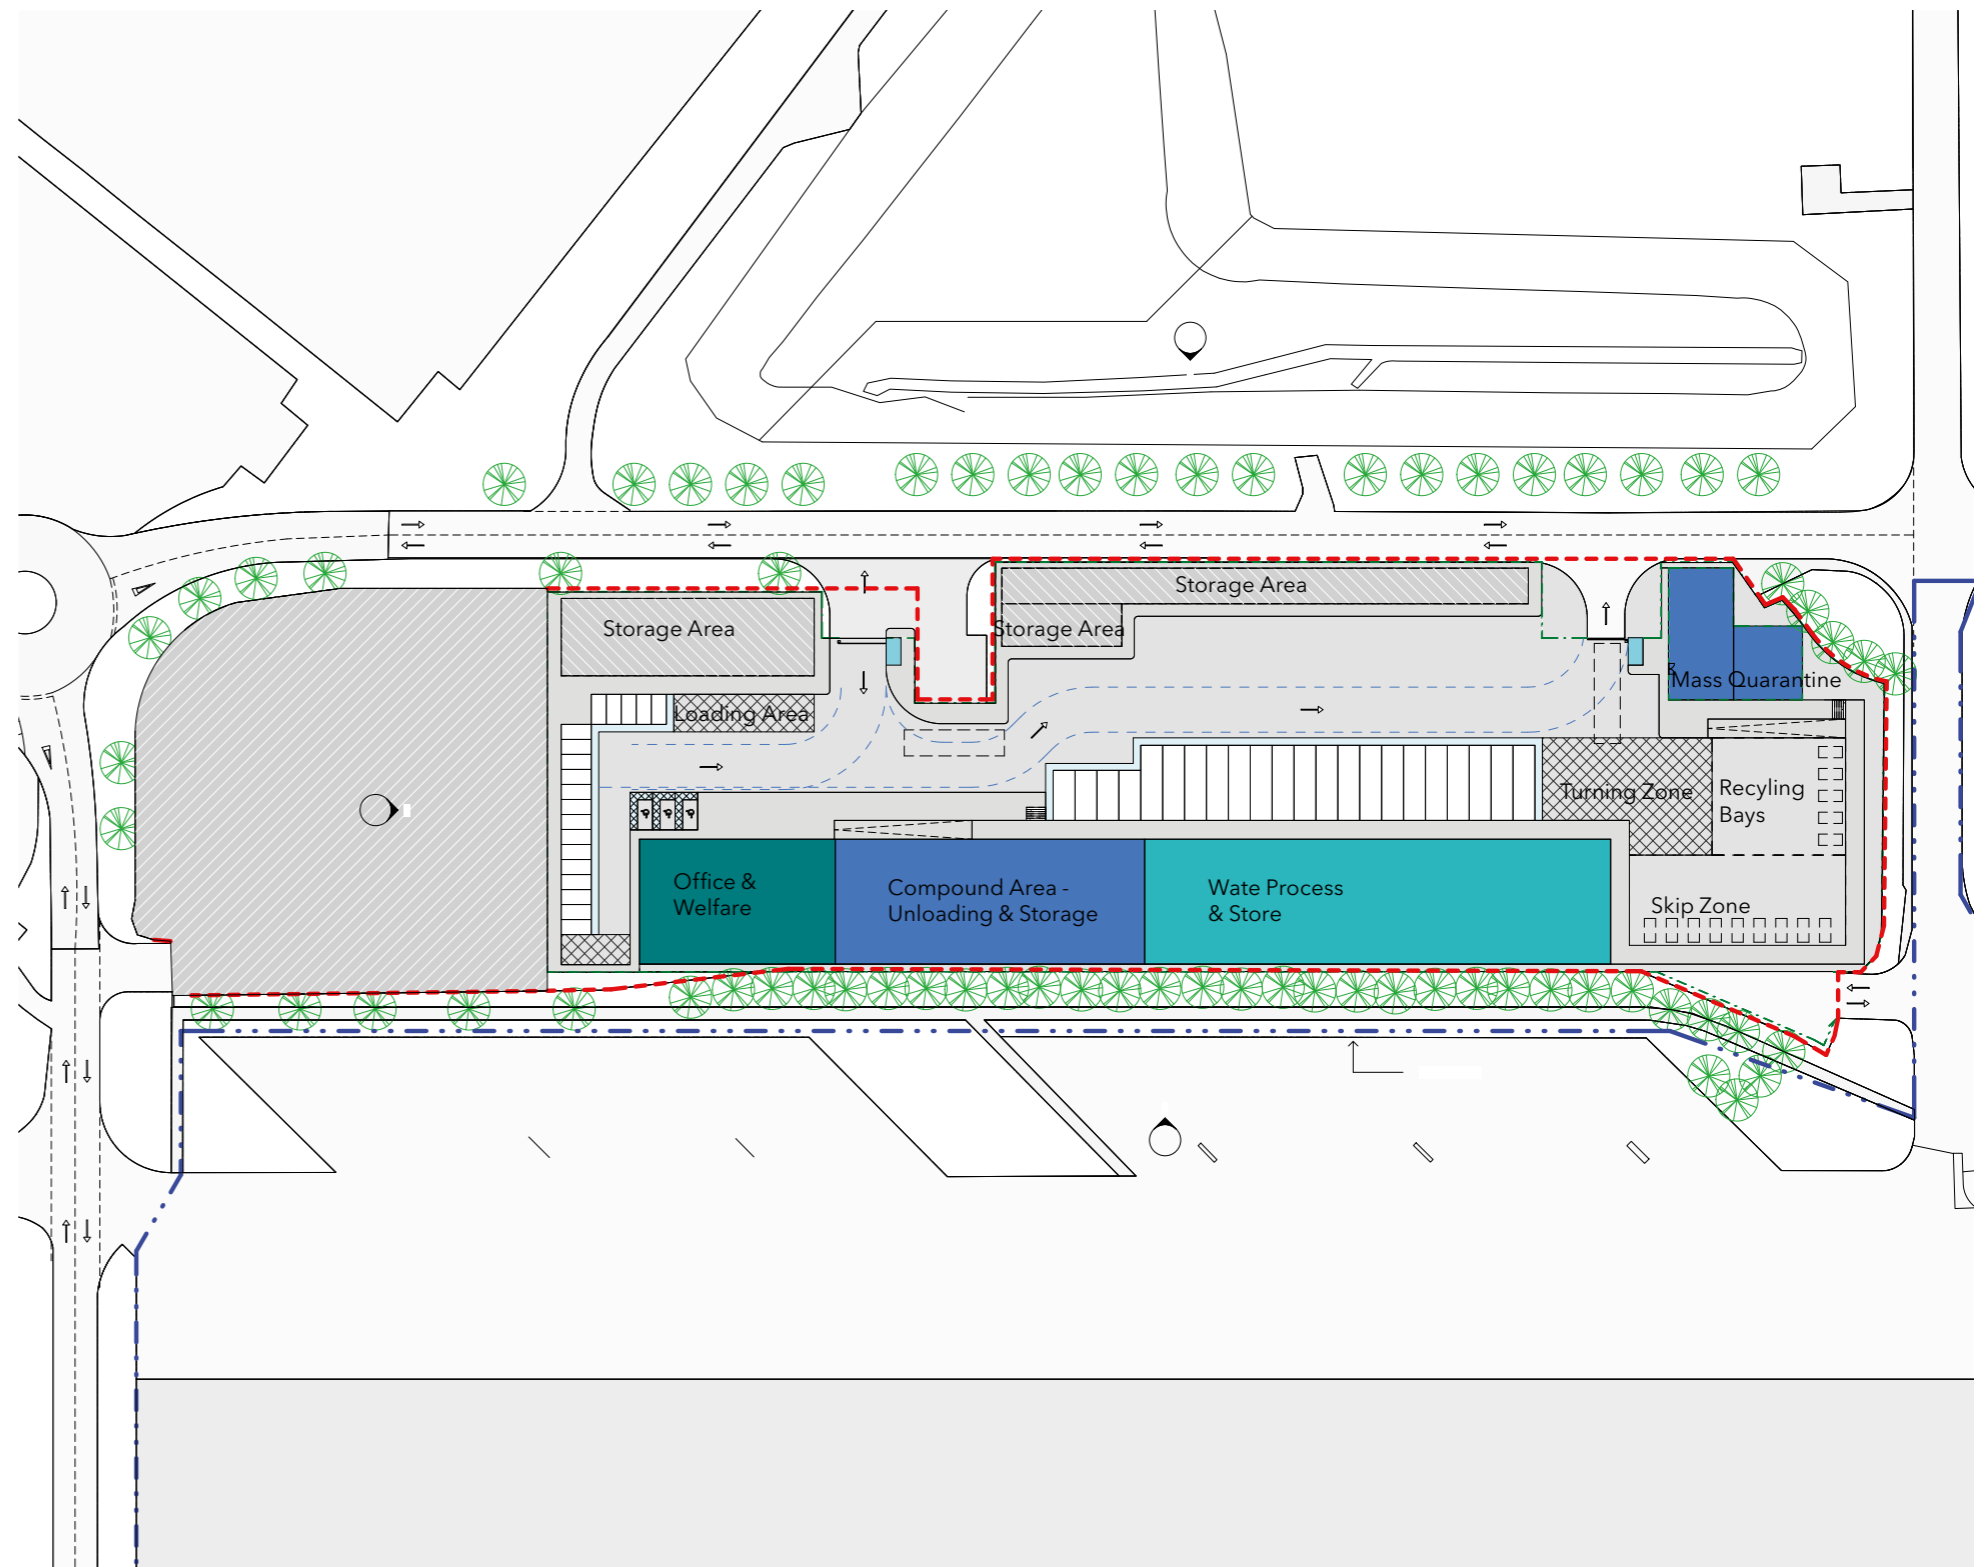 Storage Area
Storage Area
Storage Area
Loading Area
Mass Quarantine
Turning Zone
Recyling
Bays
Office &
Welfare
Compound Area -
Unloading & Storage
Wate Process
& Store
Skip Zone